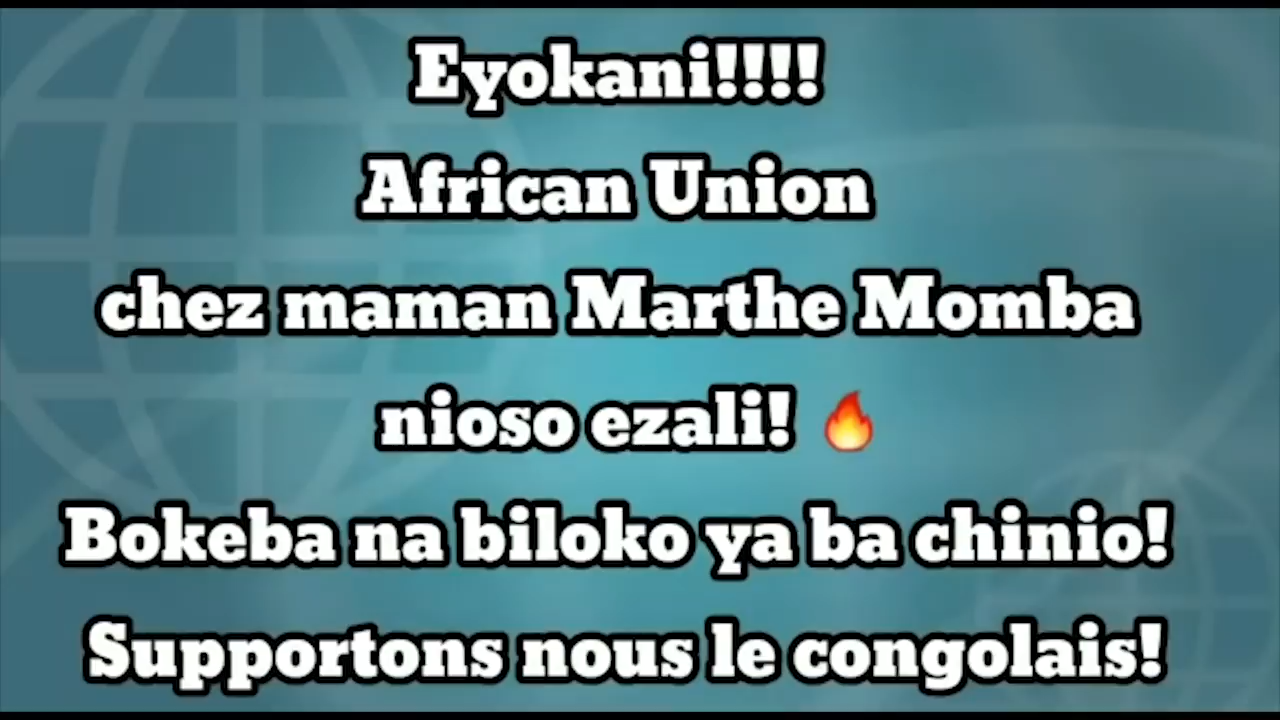 Eyokani!!!!
African Union
chez maman Marthe Momba
nioso ezali! 🔥
Bokeba na biloko ya ba chinio!
Supportons nous le congolais!